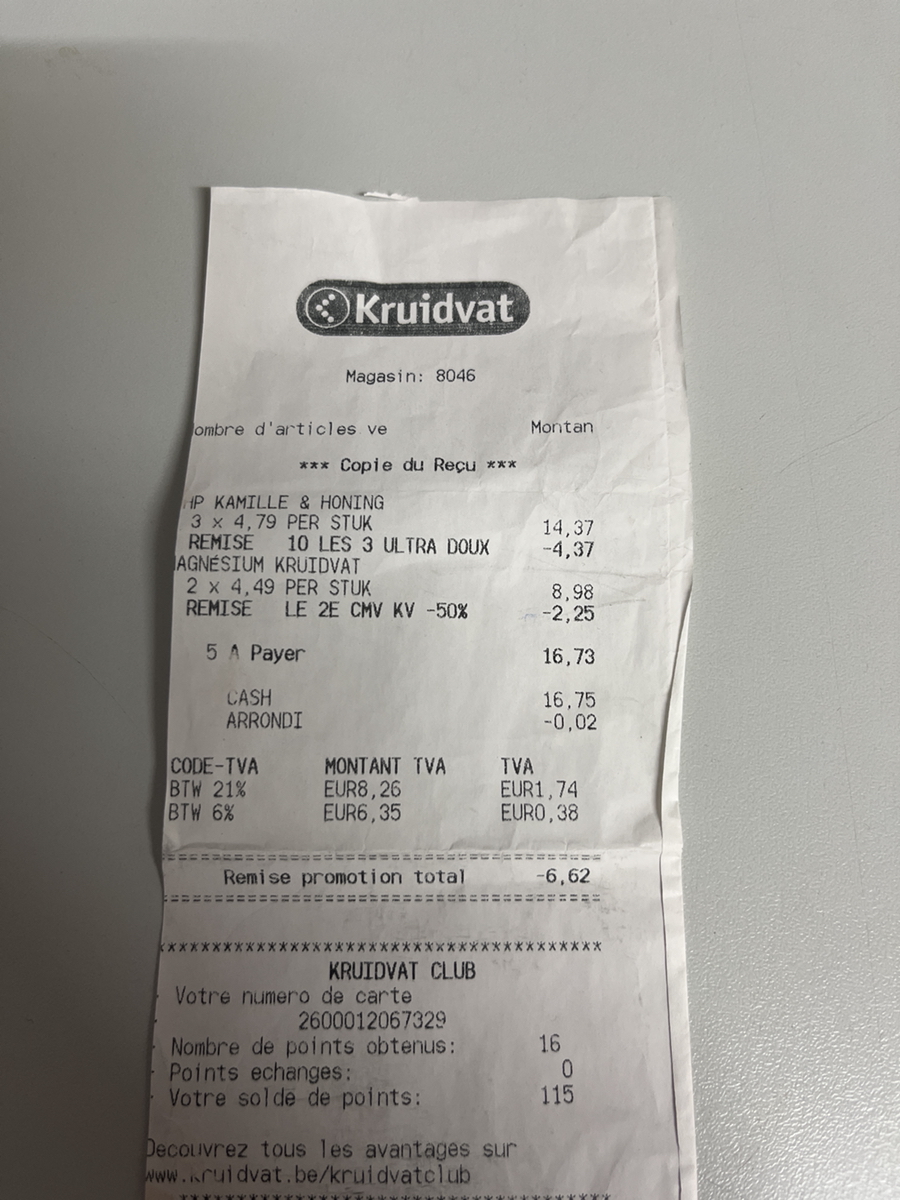 Kruidvat
Magasin: 8046
ombre d'articles ve Montan
*** Copie du Reçu ***
HP KAMILLE & HONING
3 x 4,79 PER STUK 14,37
REMISE 10 LES 3 ULTRA DOUX -4,37
AGNÉSIUM KRUIDVAT
2 x 4,49 PER STUK 8,98
REMISE LE 2E CMV KV -50% -2,25
5 A Payer 16,73
CASH 16,75
ARRONDI -0,02
CODE-TVA MONTANT TVA TVA
BTW 21% EUR8,26 EUR1,74
BTW 6% EUR6,35 EUR0,38
==========================================
Remise promotion total -6,62
==========================================
******************************************
KRUIDVAT CLUB
Votre numero de carte
2600012067329
Nombre de points obtenus: 16
Points echanges: 0
Votre solde de points: 115
Decouvrez tous les avantages sur
www.kruidvat.be/kruidvatclub
******************************************